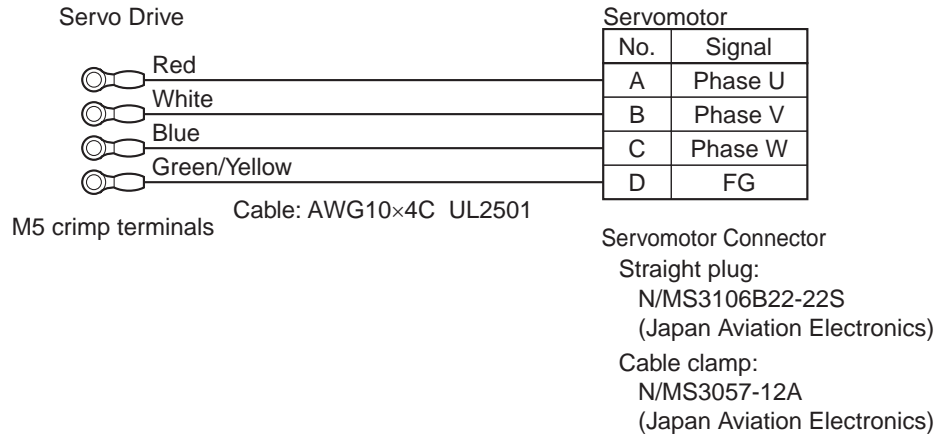 Servo Drive
Servomotor
No. Signal
Red
A Phase U
White
B Phase V
Blue
C Phase W
Green/Yellow
D FG
Cable: AWG10×4C UL2501
M5 crimp terminals
Servomotor Connector
Straight plug:
N/MS3106B22-22S
(Japan Aviation Electronics)
Cable clamp:
N/MS3057-12A
(Japan Aviation Electronics)